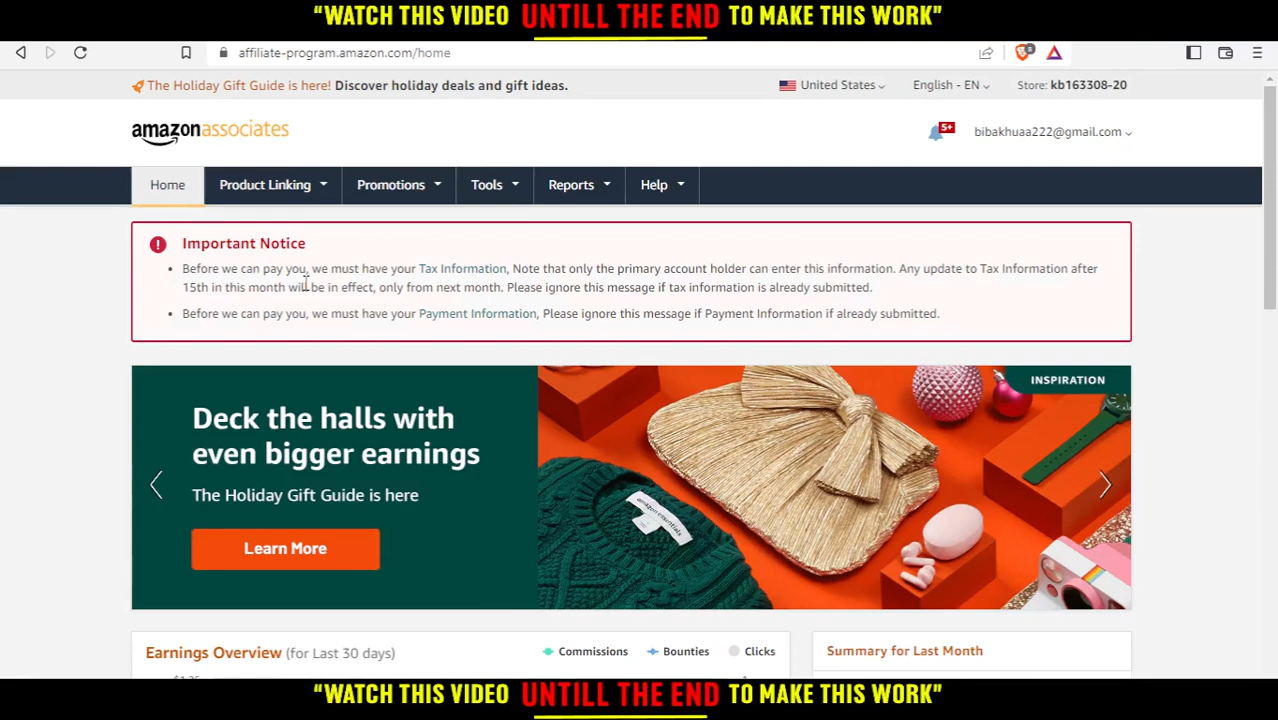 “WATCH THIS VIDEO UNTILL THE END TO MAKE THIS WORK”
affiliate-program.amazon.com/home
The Holiday Gift Guide is here! Discover holiday deals and gift ideas.
United States
English - EN
Store: kb163308-20
amazonassociates
5+
bibakhuaa222@gmail.com
Home
Product Linking
Promotions
Tools
Reports
Help
Important Notice
Before we can pay you, we must have your Tax Information, Note that only the primary account holder can enter this information. Any update to Tax Information after
15th in this month will be in effect, only from next month. Please ignore this message if tax information is already submitted.
Before we can pay you, we must have your Payment Information, Please ignore this message if Payment Information if already submitted.
INSPIRATION
Deck the halls with
even bigger earnings
The Holiday Gift Guide is here
Learn More
amazon essentials
Earnings Overview (for Last 30 days)
Commissions
Bounties
Clicks
Summary for Last Month
“WATCH THIS VIDEO UNTILL THE END TO MAKE THIS WORK”